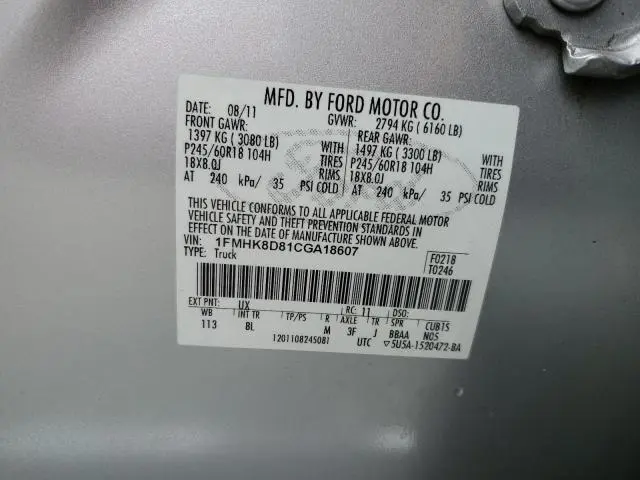 MFD. BY FORD MOTOR CO.
DATE: 08/11 GVWR: 2794 KG ( 6160 LB)
FRONT GAWR: REAR GAWR:
1397 KG ( 3080 LB) WITH 1497 KG ( 3300 LB) WITH
P245/60R18 104H TIRES P245/60R18 104H TIRES
18X8.0J RIMS 18X8.0J RIMS
AT 240 kPa/ 35 PSI COLD AT 240 kPa/ 35 PSI COLD
THIS VEHICLE CONFORMS TO ALL APPLICABLE FEDERAL MOTOR
VEHICLE SAFETY AND THEFT PREVENTION STANDARDS IN
EFFECT ON THE DATE OF MANUFACTURE SHOWN ABOVE.
VIN: 1FMHK8D81CGA18607 F0218
TYPE: Truck T0246
EXT PNT: UX RC: 11 DSO:
WB INT TR TP/PS R AXLE TR SPR CUBTS
113 BL M 3F J BBAA N05
1201108245081 UTC 5U5A-1520472-BA